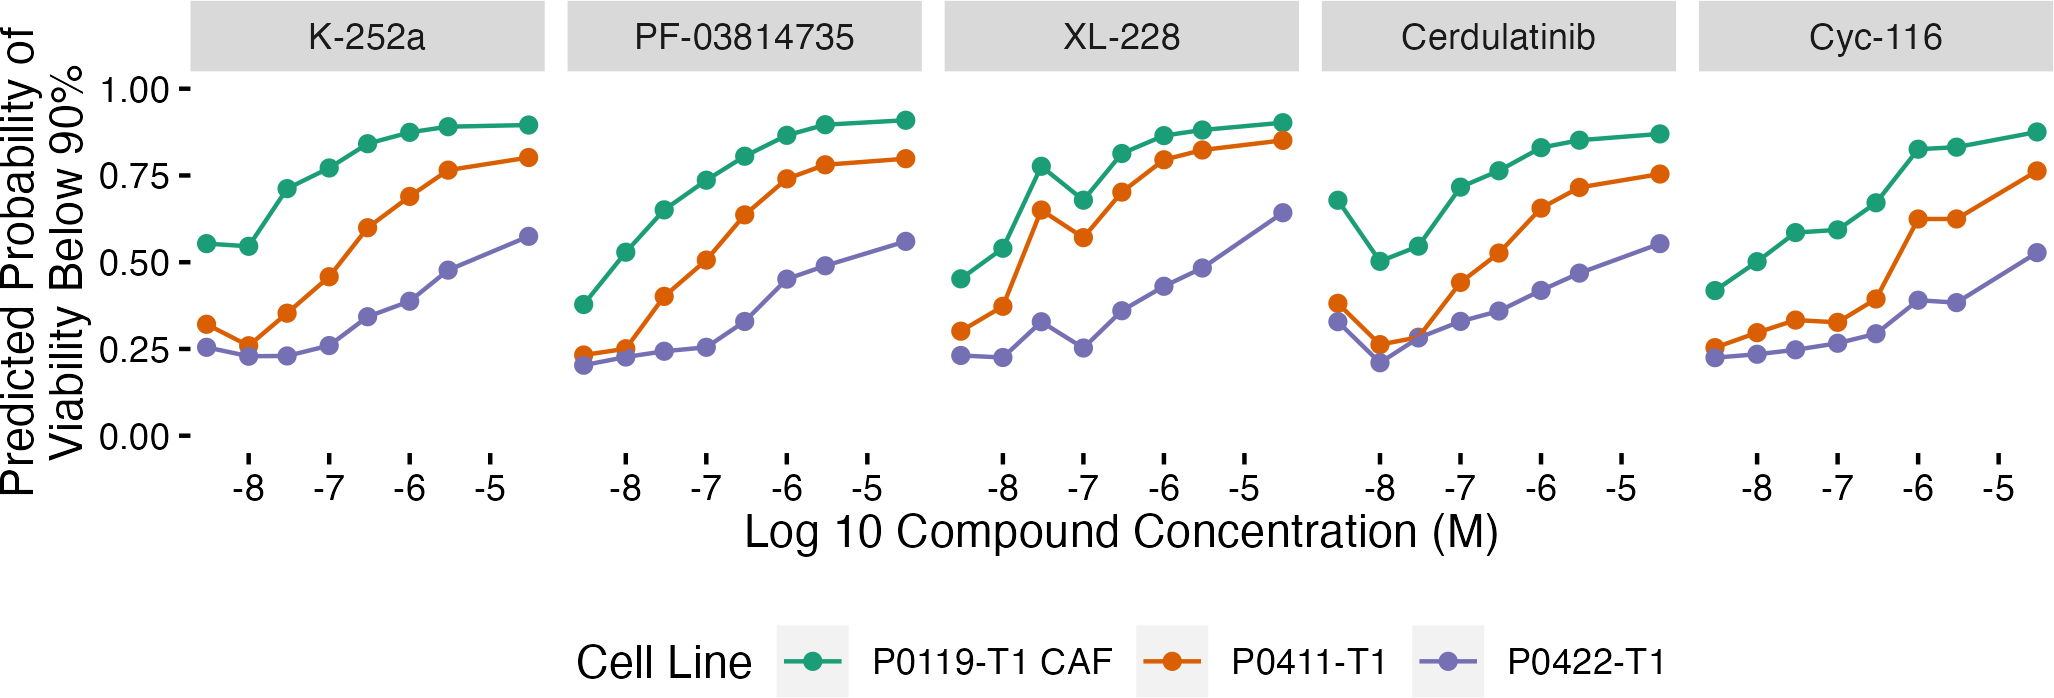 K-252a PF-03814735 XL-228 Cerdulatinib Cyc-116
Predicted Probability of
Viability Below 90%
1.00
0.75
0.50
0.25
0.00
-8 -7 -6 -5 -8 -7 -6 -5 -8 -7 -6 -5 -8 -7 -6 -5 -8 -7 -6 -5
Log 10 Compound Concentration (M)
Cell Line P0119-T1 CAF P0411-T1 P0422-T1